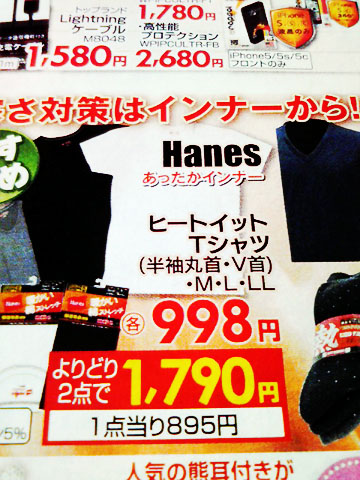 トップランド
Lightning
ケーブル
M8048
1,580円
WPIPCULTR-FB
1,780円
・高性能
プロテクション
WPIPCULTR-FB
2,680円
iPhone5/5s/5c
フロントのみ
さ対策はインナーから!
Hanes
あったかインナー
ヒートイット
Tシャツ
(半袖丸首・V首)
・M・L・LL
各998円
よりどり
2点で
1,790円
1点当り895円
/5%
人気の熊耳付きが